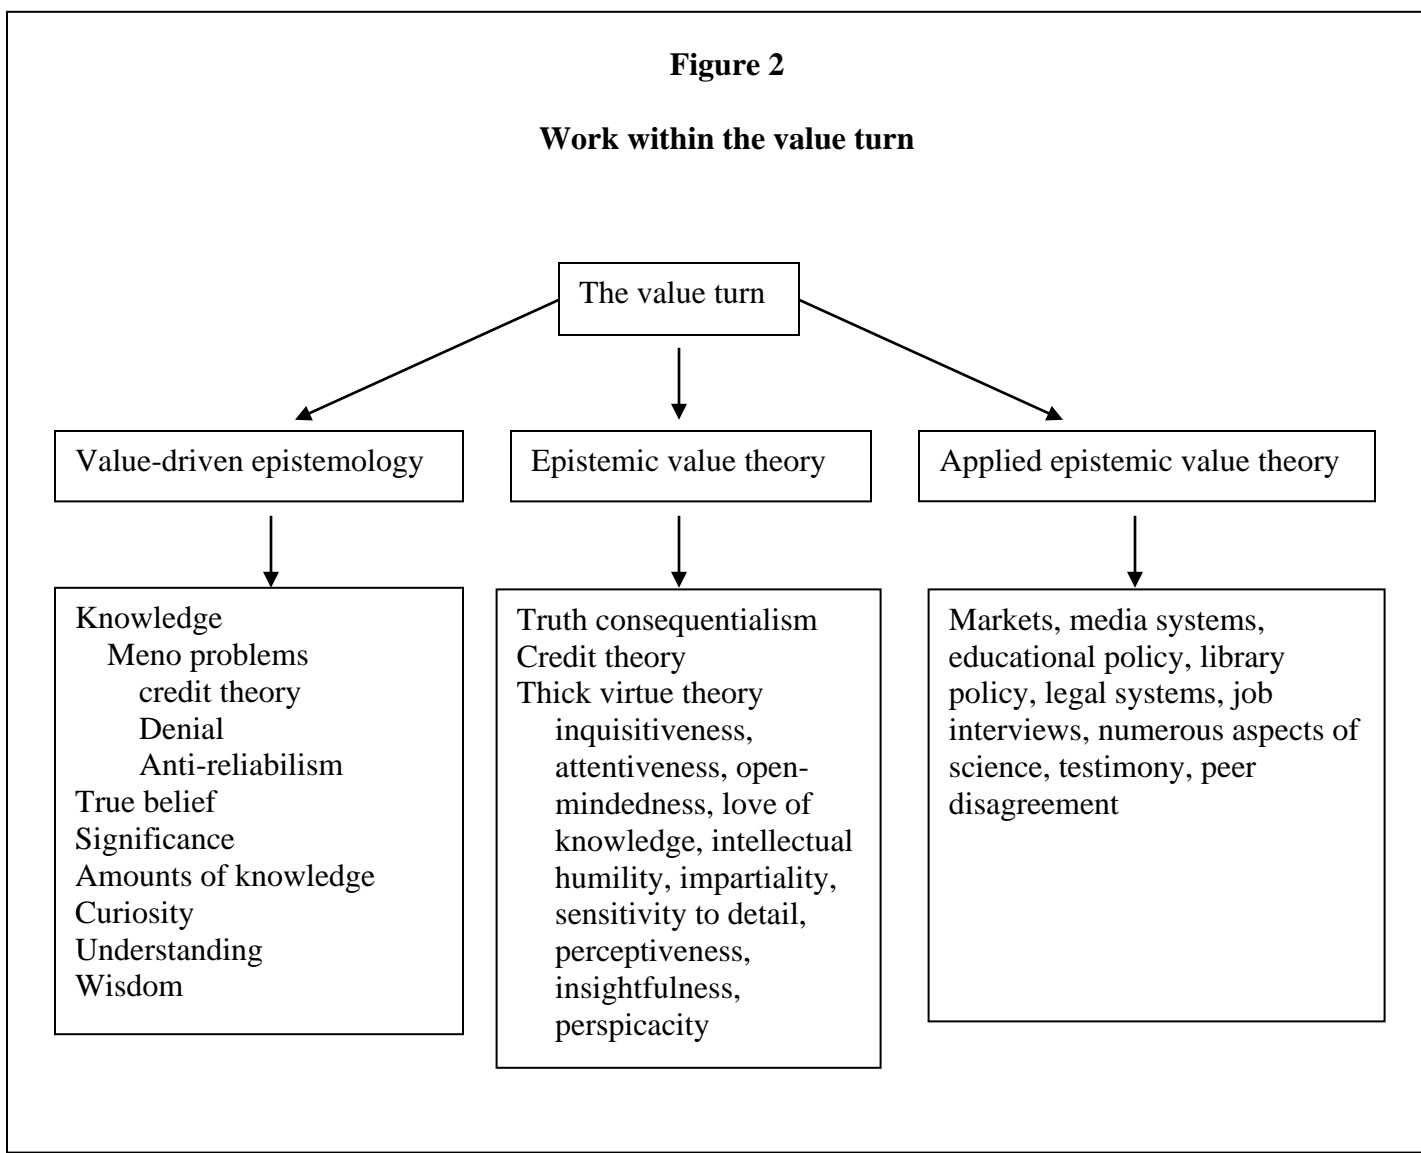 Figure 2
Work within the value turn
The value turn
Value-driven epistemology
Epistemic value theory
Applied epistemic value theory
Knowledge
Meno problems
credit theory
Denial
Anti-reliabilism
True belief
Significance
Amounts of knowledge
Curiosity
Understanding
Wisdom
Truth consequentialism
Credit theory
Thick virtue theory
inquisitiveness,
attentiveness, open-
mindedness, love of
knowledge, intellectual
humility, impartiality,
sensitivity to detail,
perceptiveness,
insightfulness,
perspicacity
Markets, media systems,
educational policy, library
policy, legal systems, job
interviews, numerous aspects of
science, testimony, peer
disagreement